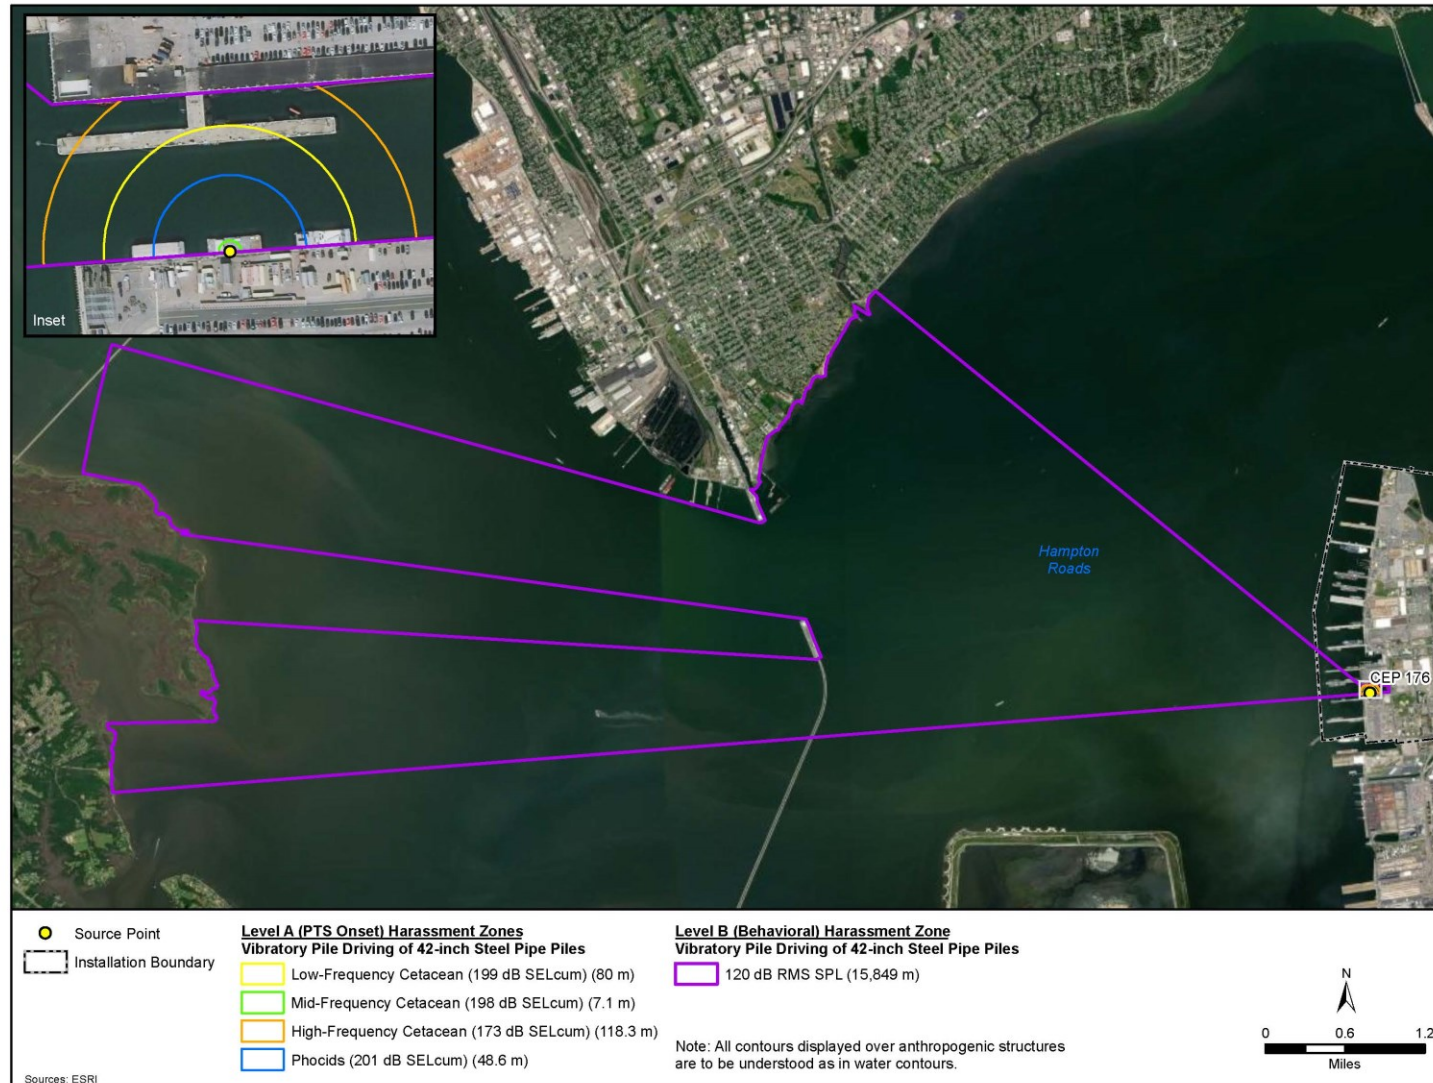 Inset
Hampton
Roads
CEP 176
Source Point
Installation Boundary
Level A (PTS Onset) Harassment Zones
Vibratory Pile Driving of 42-inch Steel Pipe Piles
Low-Frequency Cetacean (199 dB SELcum) (80 m)
Mid-Frequency Cetacean (198 dB SELcum) (7.1 m)
High-Frequency Cetacean (173 dB SELcum) (118.3 m)
Phocids (201 dB SELcum) (48.6 m)
Level B (Behavioral) Harassment Zone
Vibratory Pile Driving of 42-inch Steel Pipe Piles
120 dB RMS SPL (15,849 m)
Note: All contours displayed over anthropogenic structures
are to be understood as in water contours.
N
0 0.6 1.2
Miles
Sources: ESRI